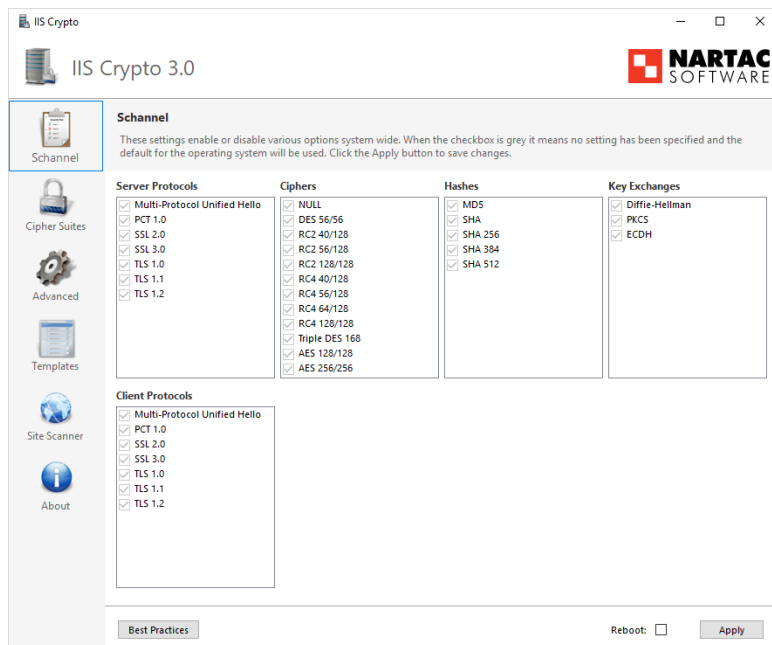 IIS Crypto
IIS Crypto 3.0
NARTAC
SOFTWARE
Schannel
Cipher Suites
Advanced
Templates
Site Scanner
About
Schannel
These settings enable or disable various options system wide. When the checkbox is grey it means no setting has been specified and the
default for the operating system will be used. Click the Apply button to save changes.
Server Protocols
Multi-Protocol Unified Hello
PCT 1.0
SSL 2.0
SSL 3.0
TLS 1.0
TLS 1.1
TLS 1.2
Ciphers
NULL
DES 56/56
RC2 40/128
RC2 56/128
RC2 128/128
RC4 40/128
RC4 56/128
RC4 64/128
RC4 128/128
Triple DES 168
AES 128/128
AES 256/256
Hashes
MD5
SHA
SHA 256
SHA 384
SHA 512
Key Exchanges
Diffie-Hellman
PKCS
ECDH
Client Protocols
Multi-Protocol Unified Hello
PCT 1.0
SSL 2.0
SSL 3.0
TLS 1.0
TLS 1.1
TLS 1.2
Best Practices
Reboot:
Apply